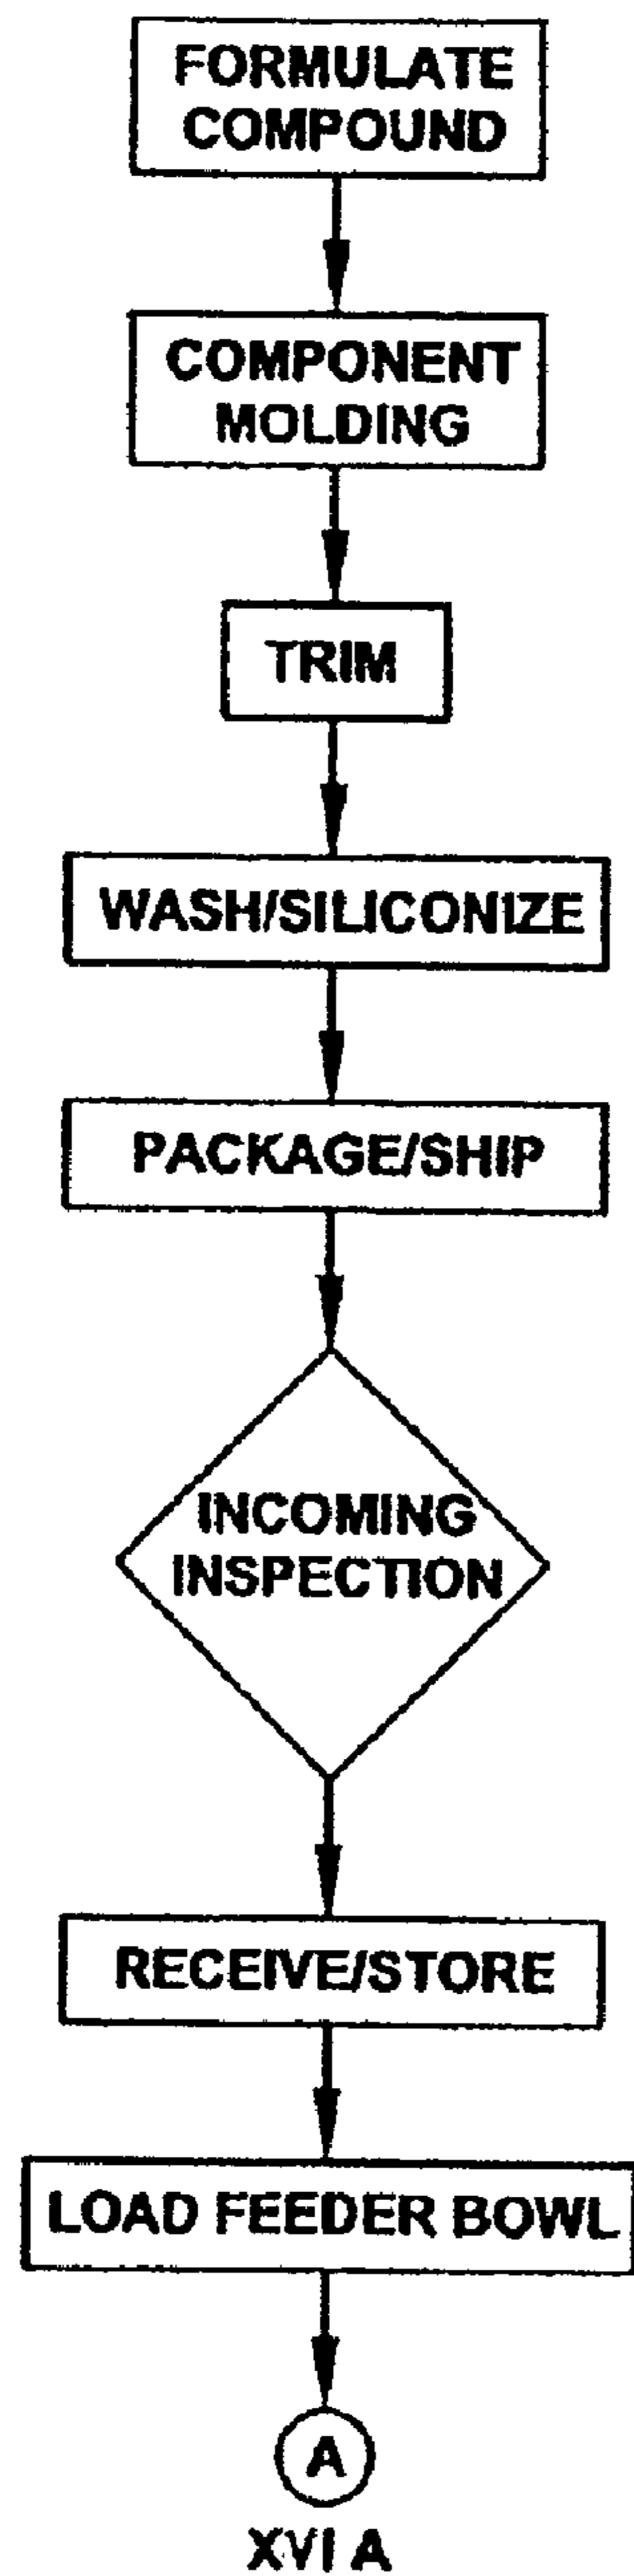 FORMULATE
COMPOUND
COMPONENT
MOLDING
TRIM
WASH/SILICONIZE
PACKAGE/SHIP
INCOMING
INSPECTION
RECEIVE/STORE
LOAD FEEDER BOWL
A
XVI A